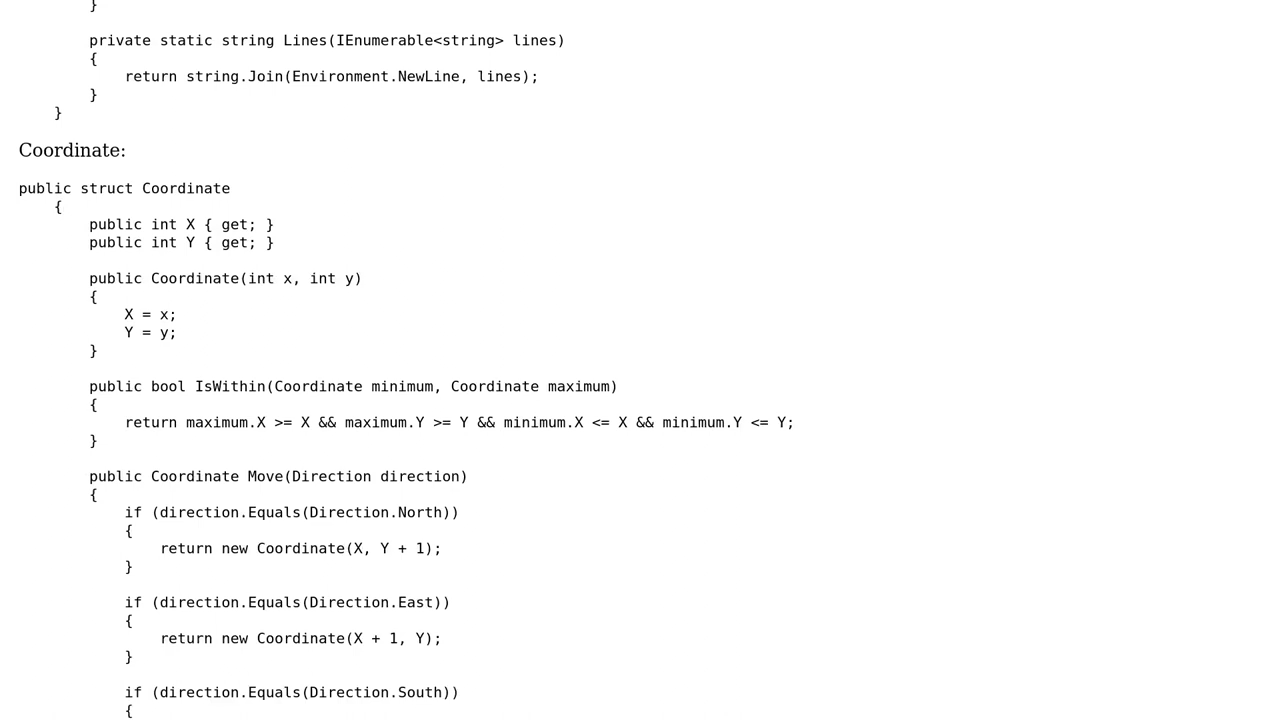 }

        private static string Lines(IEnumerable<string> lines)
        {
            return string.Join(Environment.NewLine, lines);
        }
    }
Coordinate:
public struct Coordinate
    {
        public int X { get; }
        public int Y { get; }

        public Coordinate(int x, int y)
        {
            X = x;
            Y = y;
        }

        public bool IsWithin(Coordinate minimum, Coordinate maximum)
        {
            return maximum.X >= X && maximum.Y >= Y && minimum.X <= X && minimum.Y <= Y;
        }

        public Coordinate Move(Direction direction)
        {
            if (direction.Equals(Direction.North))
            {
                return new Coordinate(X, Y + 1);
            }

            if (direction.Equals(Direction.East))
            {
                return new Coordinate(X + 1, Y);
            }

            if (direction.Equals(Direction.South))
            {